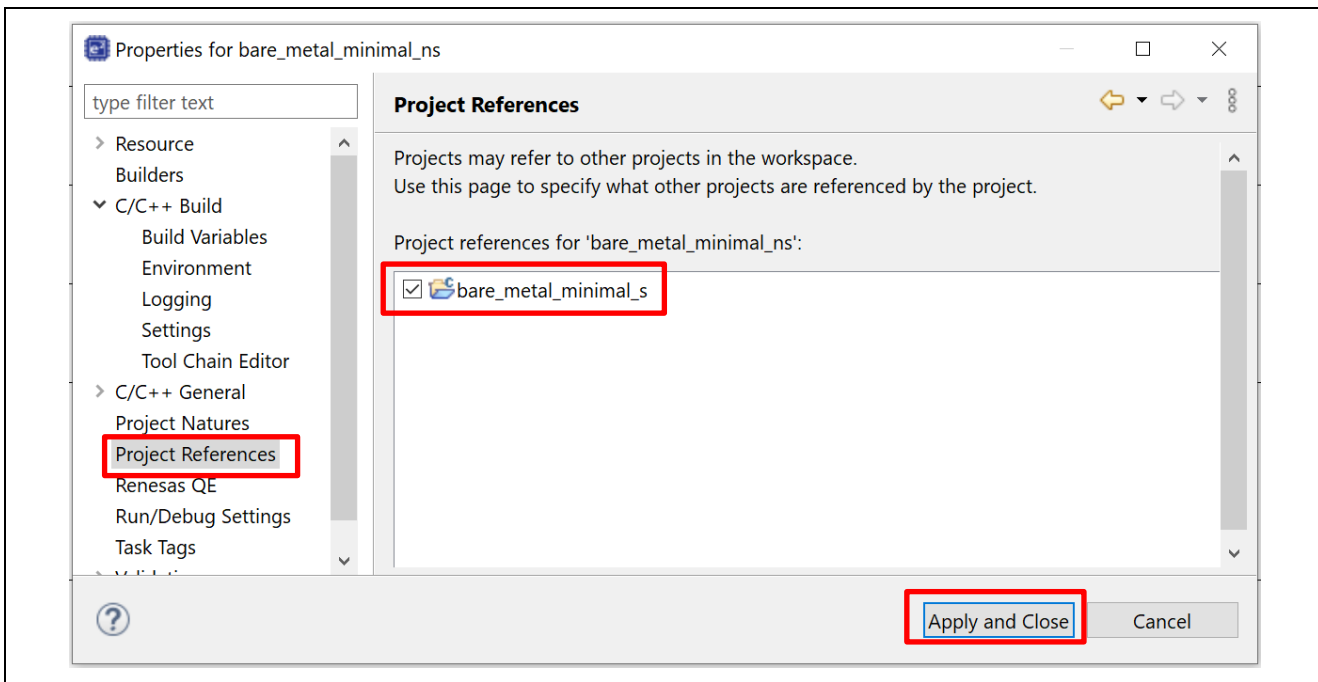 Properties for bare_metal_minimal_ns
type filter text
Resource
Builders
C/C++ Build
Build Variables
Environment
Logging
Settings
Tool Chain Editor
C/C++ General
Project Natures
Project References
Renesas QE
Run/Debug Settings
Task Tags
Project References
Projects may refer to other projects in the workspace.
Use this page to specify what other projects are referenced by the project.
Project references for 'bare_metal_minimal_ns':
bare_metal_minimal_s
?
Apply and Close
Cancel